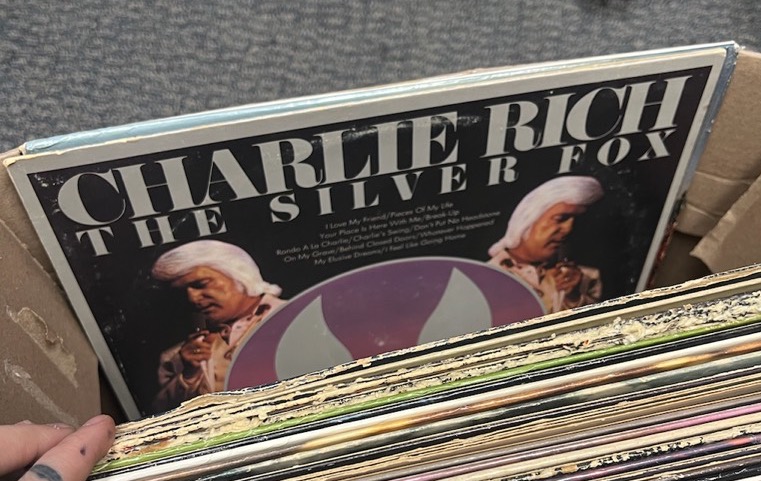 CHARLIE RICH
THE SILVER FOX
I Love My Friend/Pieces Of My Life
Your Place Is Here With Me/Break-Up
Rondo A La Charlie/Charlie's Swing/Don't Put No Headstone
On My Grave/Behind Closed Doors/Whatever Happened
My Elusive Dreams/I Feel Like Going Home